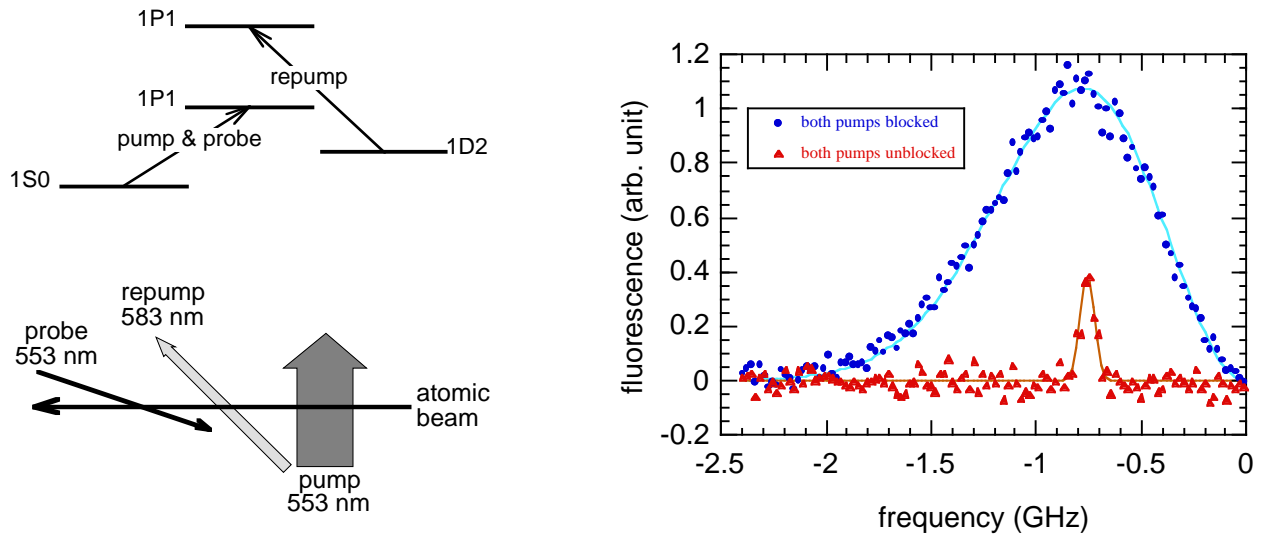 1P1
repump
1P1
pump & probe
1D2
1S0
repump
583 nm
probe
553 nm
atomic
beam
pump
553 nm
1.2
1
0.8
0.6
0.4
0.2
0
-0.2
fluorescence (arb. unit)
both pumps blocked
both pumps unblocked
-2.5
-2
-1.5
-1
-0.5
0
frequency (GHz)